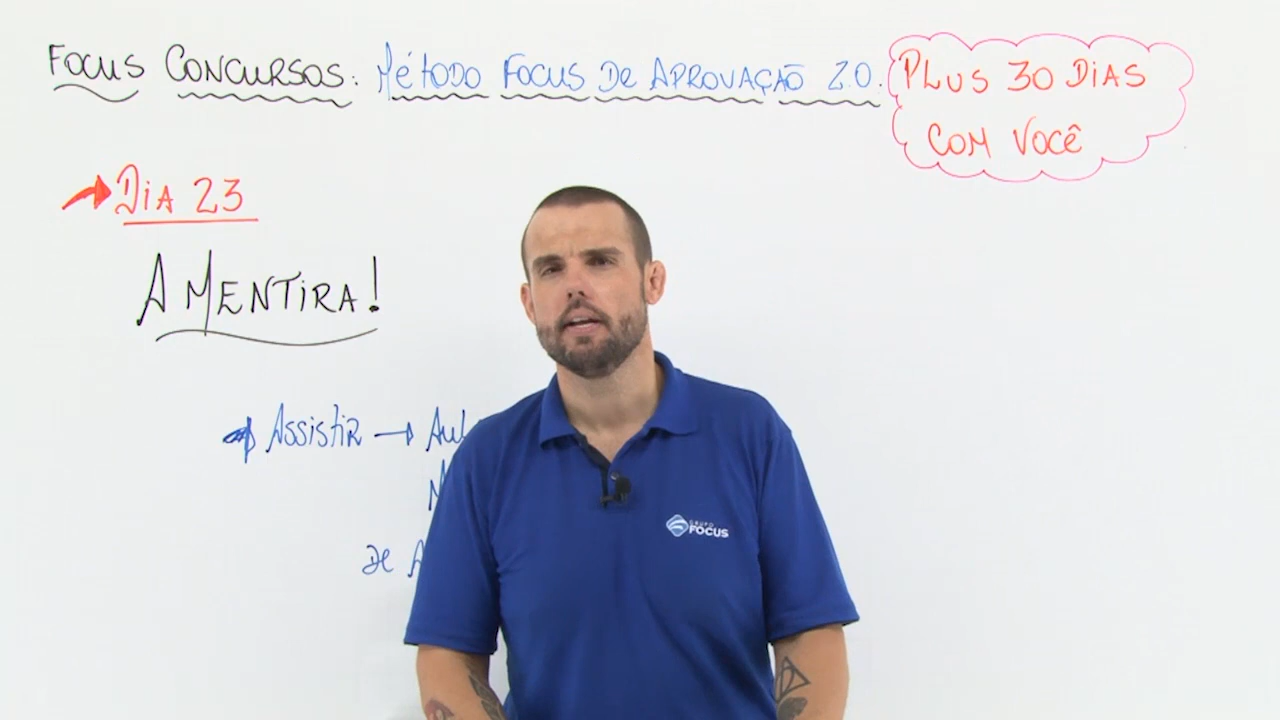 FOCUS CONCURSOS: MÉTODO FOCUS DE APROVAÇÃO 2.0.
PLUS 30 DIAS
COM VOCÊ
DIA 23
A MENTIRA!
ASSISTIR → 
DE
GRUPO
FOCUS